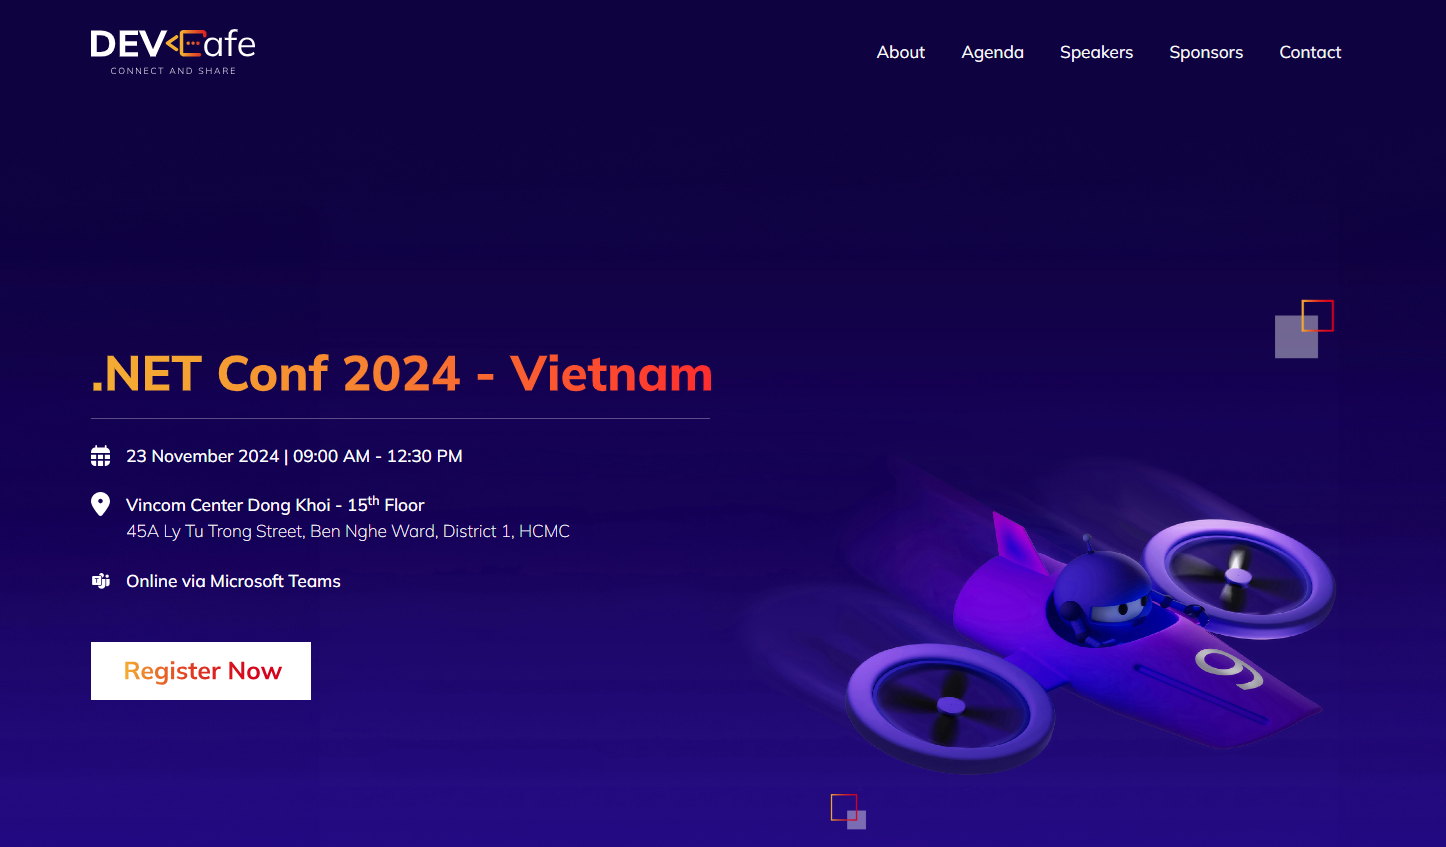 DEV<Cafe
CONNECT AND SHARE
About
Agenda
Speakers
Sponsors
Contact
.NET Conf 2024 - Vietnam
23 November 2024 | 09:00 AM - 12:30 PM
Vincom Center Dong Khoi - 15th Floor
45A Ly Tu Trong Street, Ben Nghe Ward, District 1, HCMC
Online via Microsoft Teams
Register Now
9